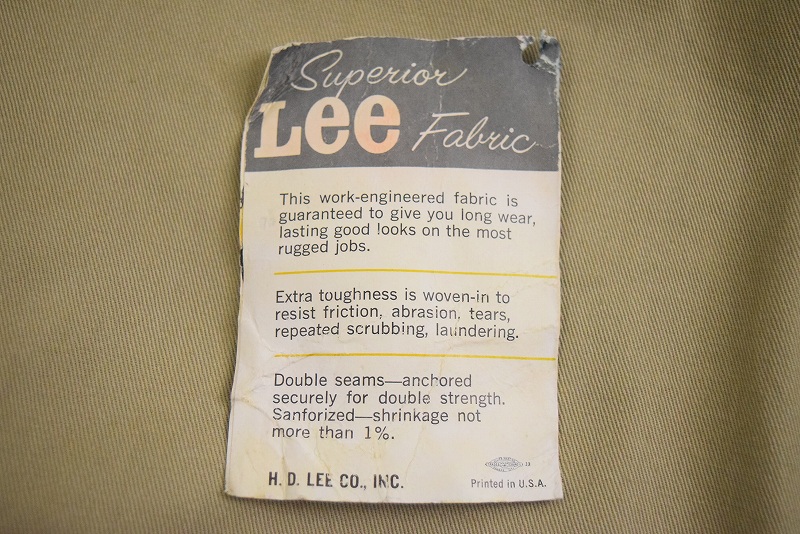 Superior
Lee Fabric
This work-engineered fabric is
guaranteed to give you long wear,
lasting good looks on the most
rugged jobs.
Extra toughness is woven-in to
resist friction, abrasion, tears,
repeated scrubbing, laundering.
Double seams—anchored
securely for double strength.
Sanforized—shrinkage not
more than 1%.
H. D. LEE CO., INC.
Printed in U.S.A.